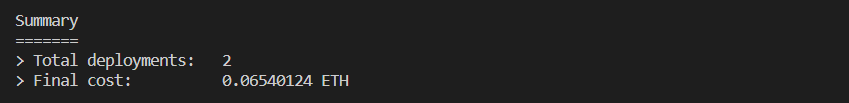 Summary
=======
> Total deployments:   2
> Final cost:          0.06540124 ETH